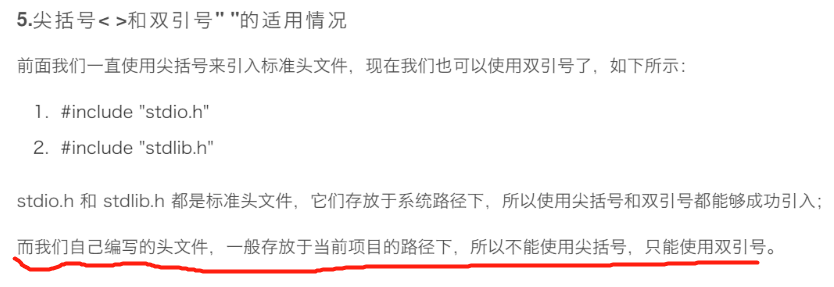 5.尖括号< >和双引号" "的适用情况
前面我们一直使用尖括号来引入标准头文件，现在我们也可以使用双引号了，如下所示：
1. #include "stdio.h"
2. #include "stdlib.h"
stdio.h 和 stdlib.h 都是标准头文件，它们存放于系统路径下，所以使用尖括号和双引号都能够成功引入；
而我们自己编写的头文件，一般存放于当前项目的路径下，所以不能使用尖括号，只能使用双引号。